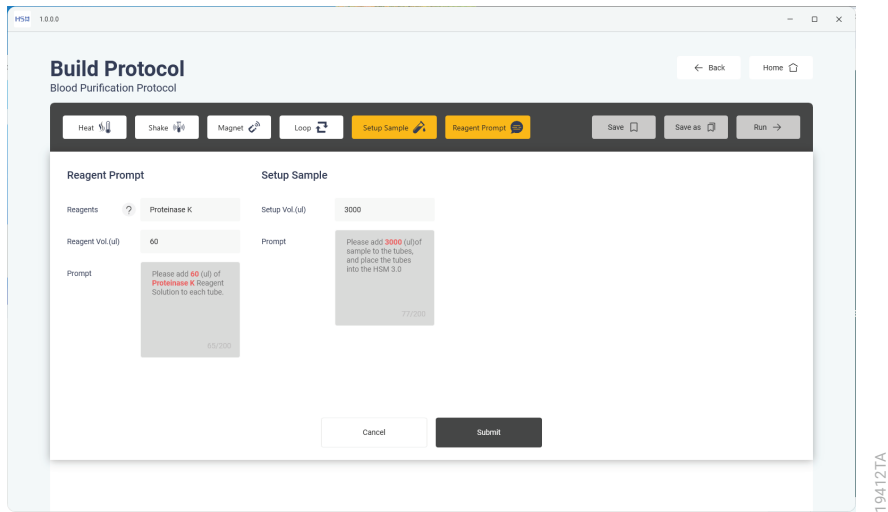 HSM 1.0.0.0
Build Protocol
Blood Purification Protocol
← Back
Home
Heat
Shake
Magnet
Loop
Setup Sample
Reagent Prompt
Save
Save as
Run →
Reagent Prompt
Reagents ? Proteinase K
Reagent Vol.(ul) 60
Prompt
Please add 60 (ul) of
Proteinase K Reagent
Solution to each tube.
65/200
Setup Sample
Setup Vol.(ul) 3000
Prompt
Please add 3000 (ul)of
sample to the tubes,
and place the tubes
into the HSM 3.0
77/200
Cancel
Submit
19412TA